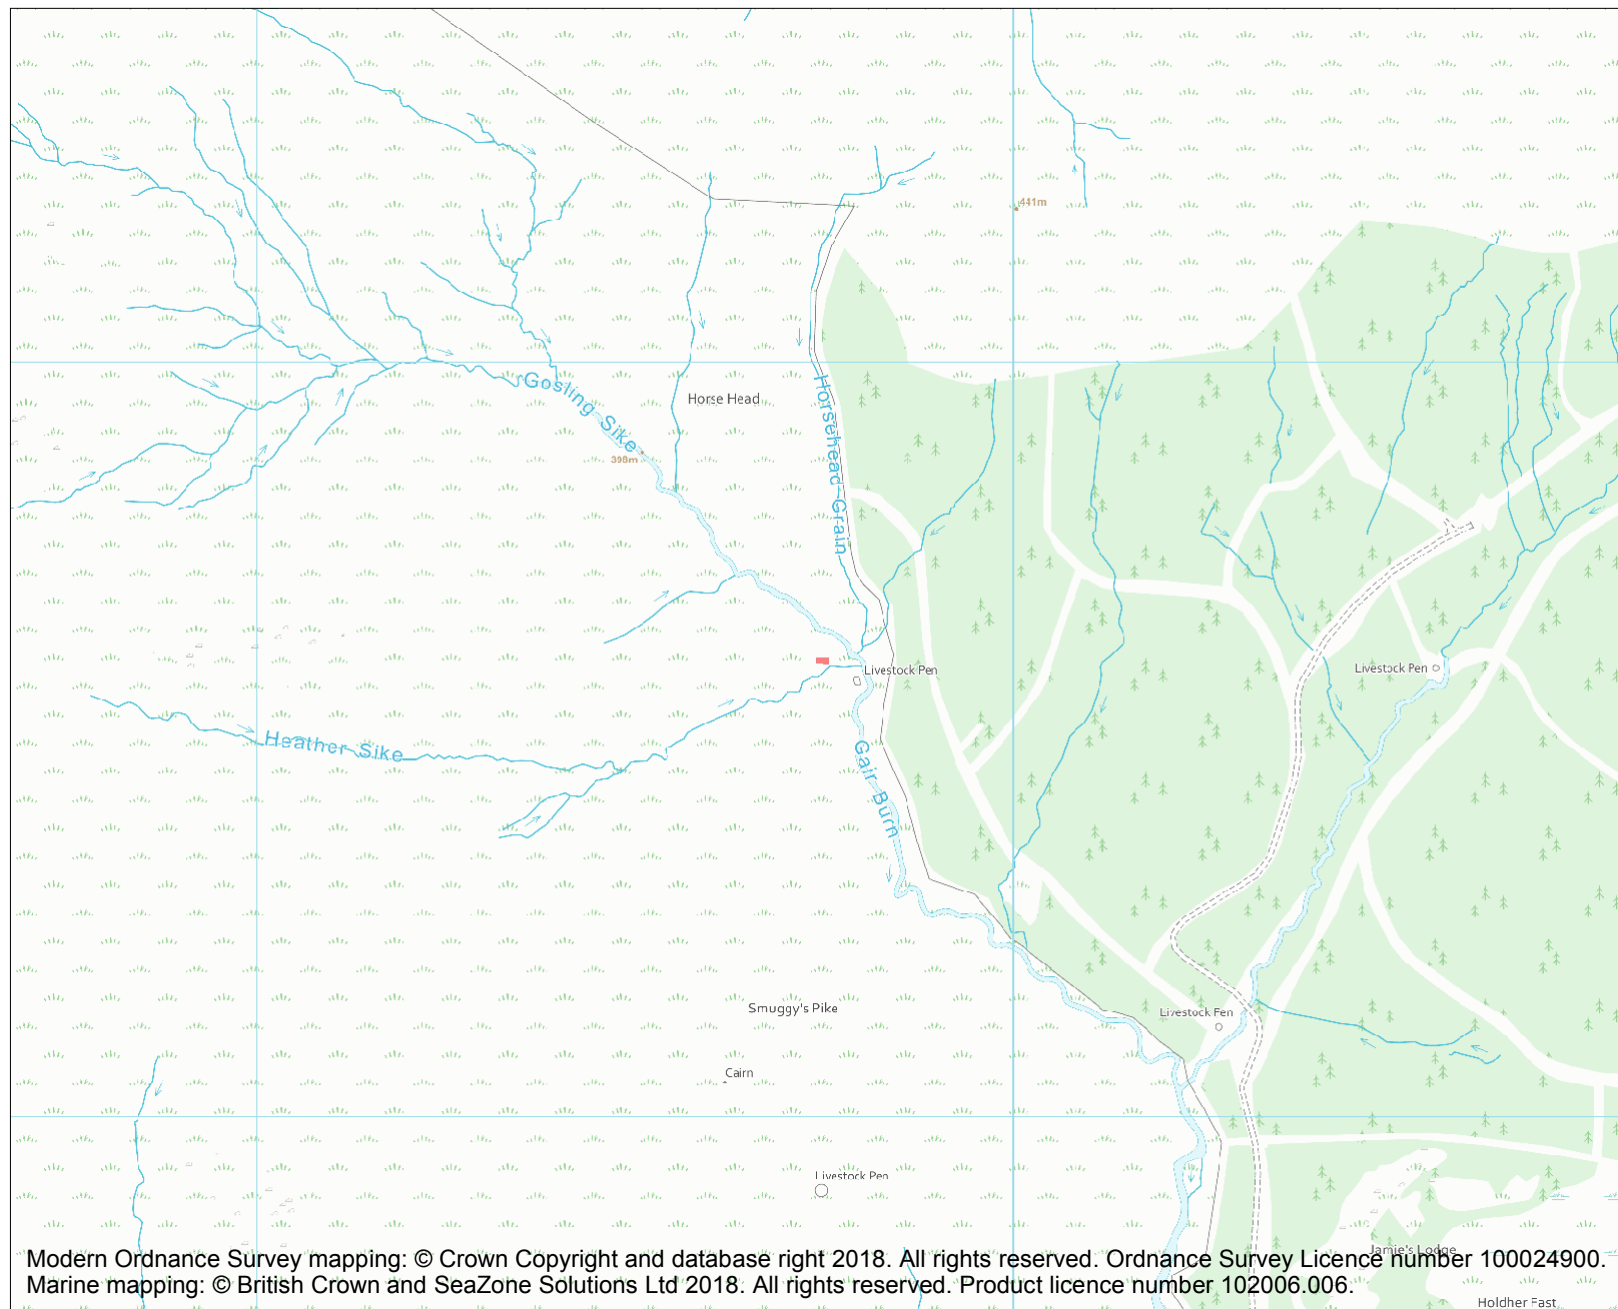 441m
Gosling Sike
Horse Head
Horsehead Grain
398m
Livestock Pen
Livestock Pen
Heather Sike
Gair Burn
Smuggy's Pike
Livestock Pen
Cairn
Livestock Pen
Jamie's Lodge
Modern Ordnance Survey mapping: © Crown Copyright and database right 2018. All rights reserved. Ordnance Survey Licence number 100024900.
Marine mapping: © British Crown and SeaZone Solutions Ltd 2018. All rights reserved. Product licence number 102006.006.
Holdher Fast